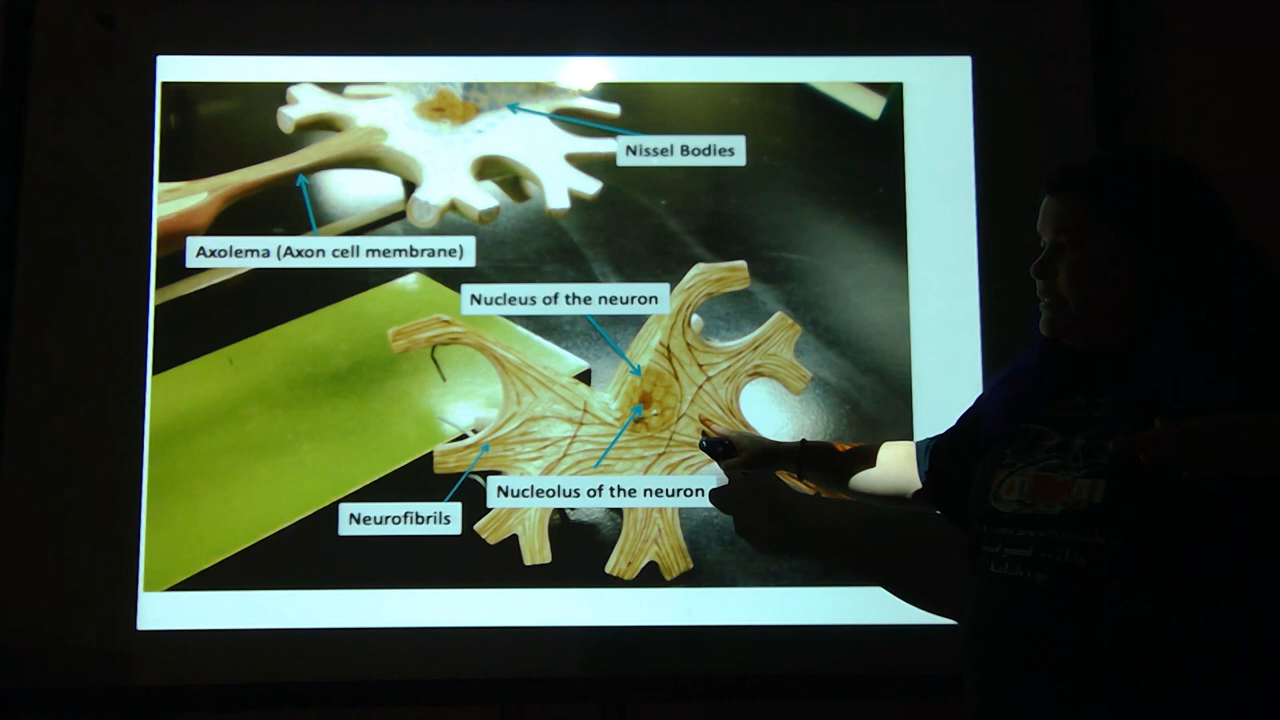 Nissel Bodies
Axolema (Axon cell membrane)
Nucleus of the neuron
Nucleolus of the neuron
Neurofibrils